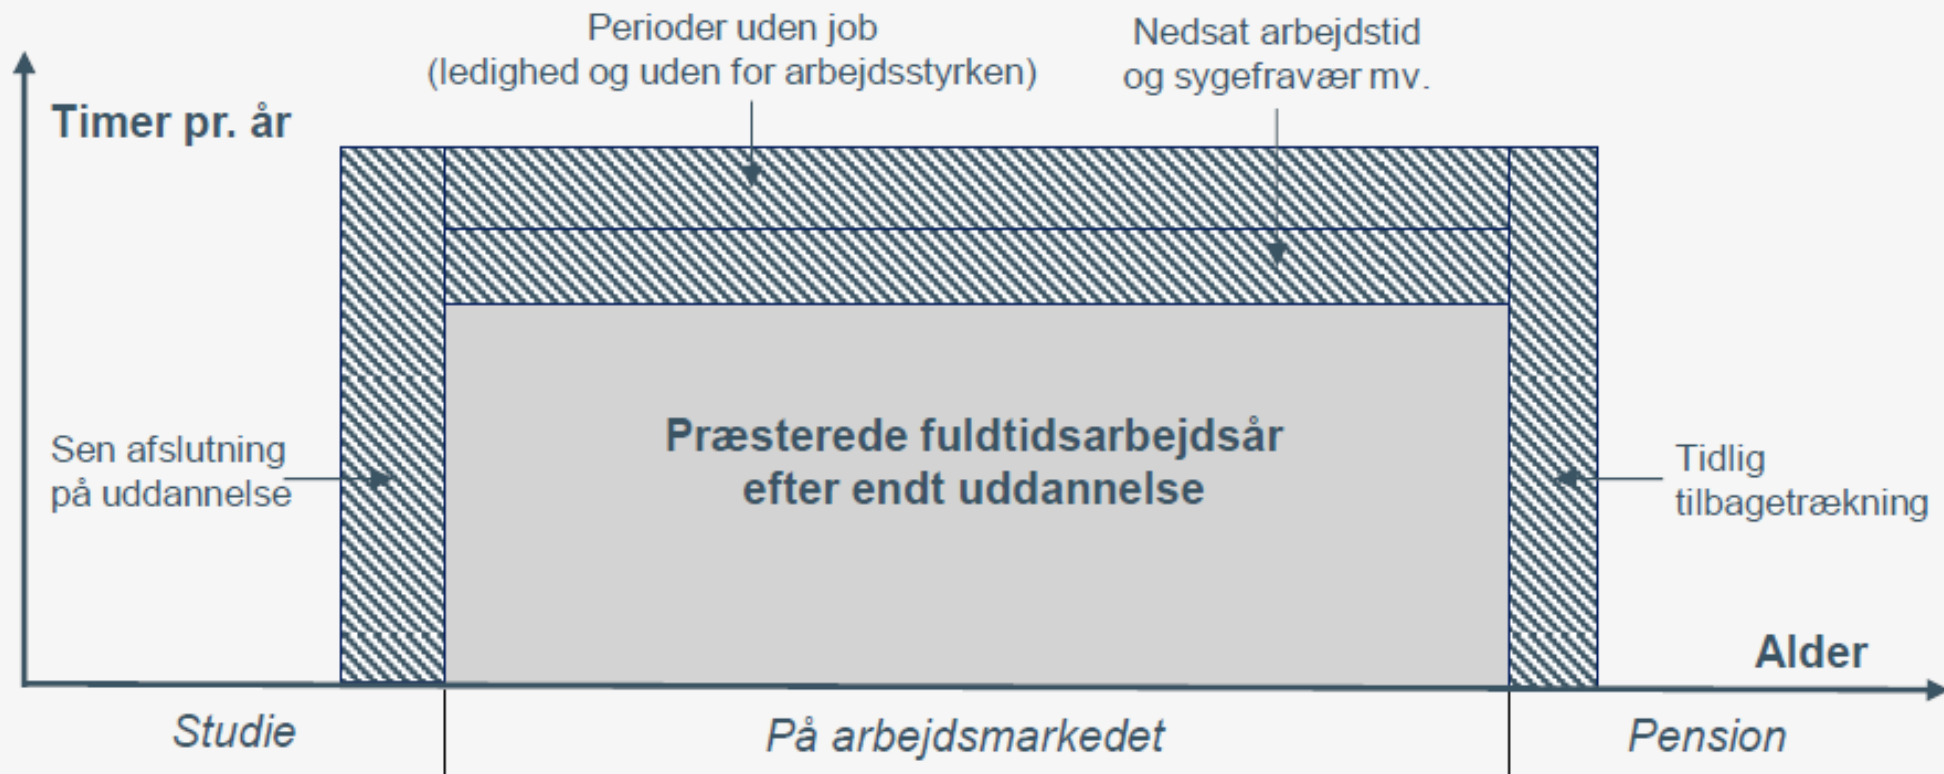 Perioder uden job
(ledighed og uden for arbejdsstyrken)
Nedsat arbejdstid
og sygefravær mv.
Timer pr. år
Sen afslutning
på uddannelse
Præsterede fuldtidsarbejdsår
efter endt uddannelse
Tidlig
tilbagetrækning
Alder
Studie
På arbejdsmarkedet
Pension